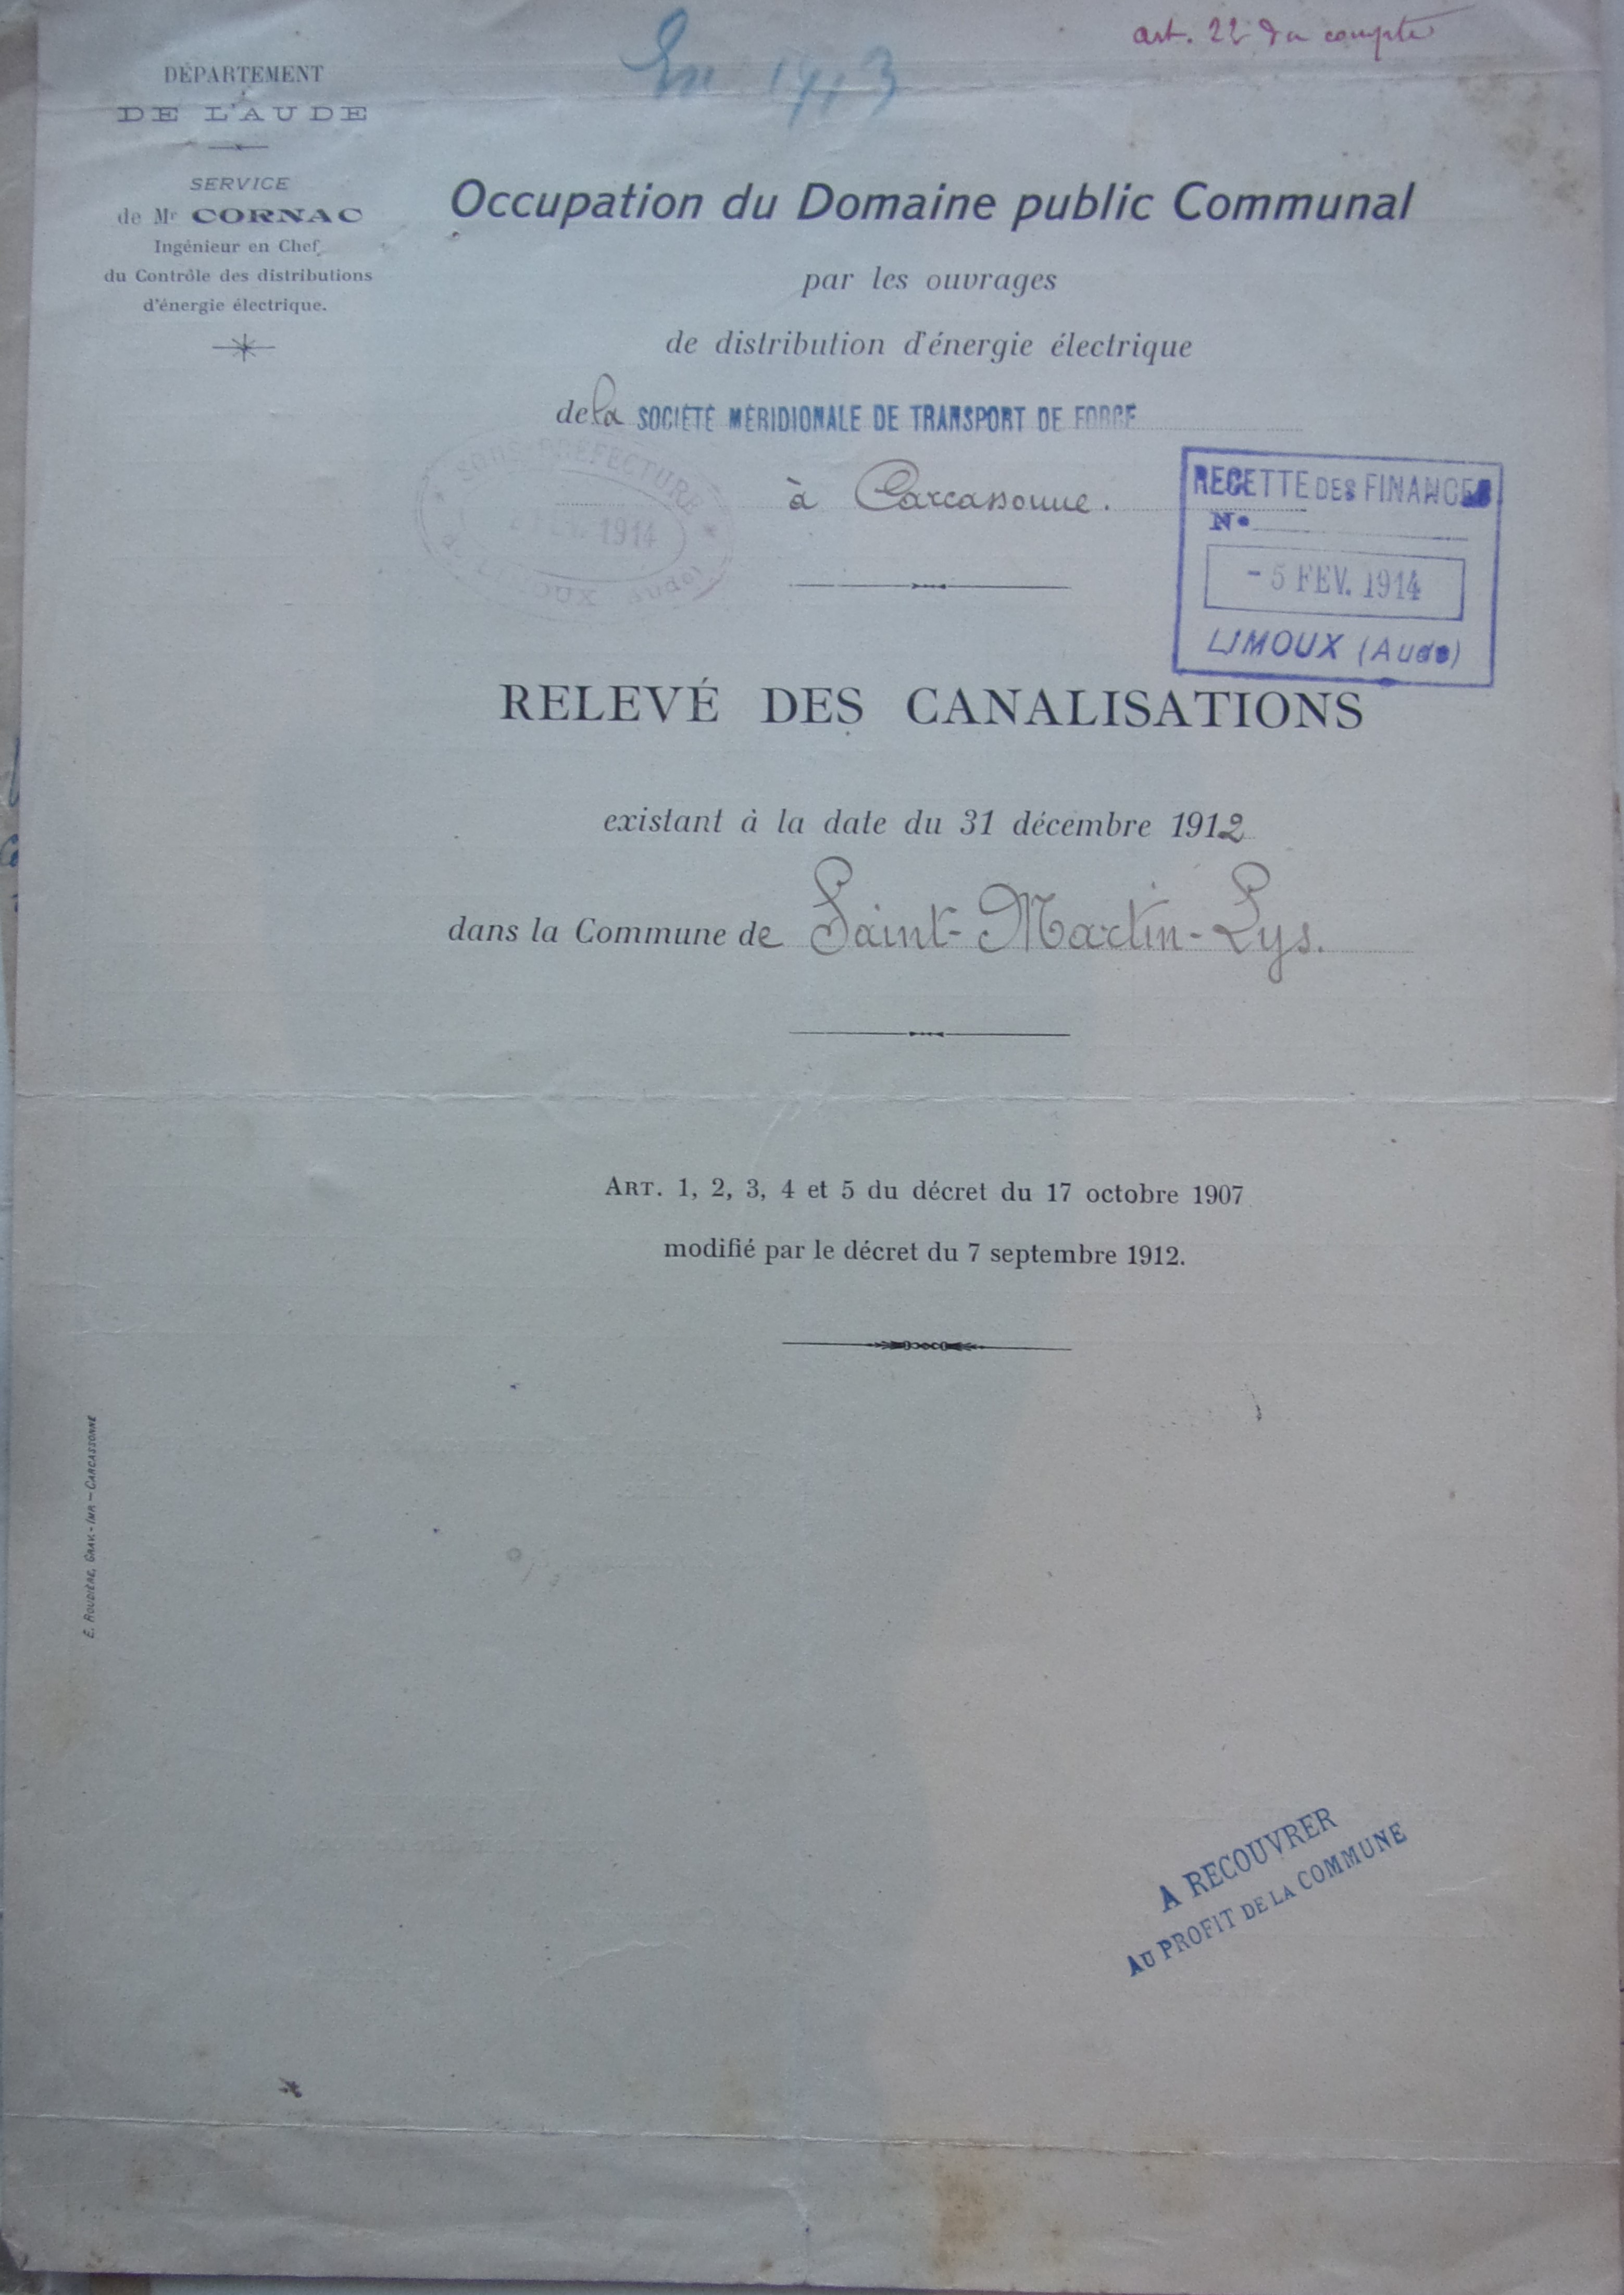 En 1913
art. 22 du compte
DÉPARTEMENT
DE L'AUDE
SERVICE
de Mr CORNAC
Ingénieur en Chef
du Contrôle des distributions
d'énergie électrique.
Occupation du Domaine public Communal
par les ouvrages
de distribution d'énergie électrique
de la SOCIÉTÉ MÉRIDIONALE DE TRANSPORT DE FORCE
à Carcassonne.
SOUS-PRÉFECTURE
1914
RECETTE DES FINANCES
No
- 5 FEV. 1914
LIMOUX (Aude)
RELEVÉ DES CANALISATIONS
existant à la date du 31 décembre 1912
dans la Commune de Saint-Martin-Lys.
ART. 1, 2, 3, 4 et 5 du décret du 17 octobre 1907
modifié par le décret du 7 septembre 1912.
E. ROUDIÈRE, GRAV.-IMP.-CARCASSONNE
A RECOUVRER
AU PROFIT DE LA COMMUNE